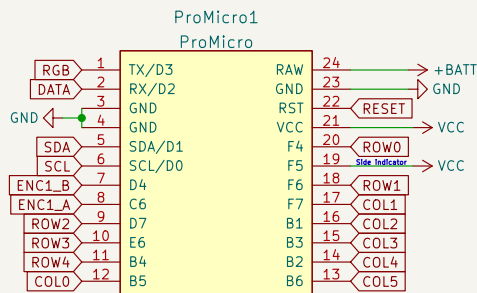 ProMicro1
ProMicro
RGB 1 TX/D3 RAW 24 +BATT
DATA 2 RX/D2 GND 23 GND
3 GND RST 22 RESET
GND 4 GND VCC 21 VCC
SDA 5 SDA/D1 F4 20 ROW0
SCL 6 SCL/D0 F5 19 Side Indicator VCC
ENC1_B 7 D4 F6 18 ROW1
ENC1_A 8 C6 F7 17 COL1
ROW2 9 D7 B1 16 COL2
ROW3 10 E6 B3 15 COL3
ROW4 11 B4 B2 14 COL4
COL0 12 B5 B6 13 COL5